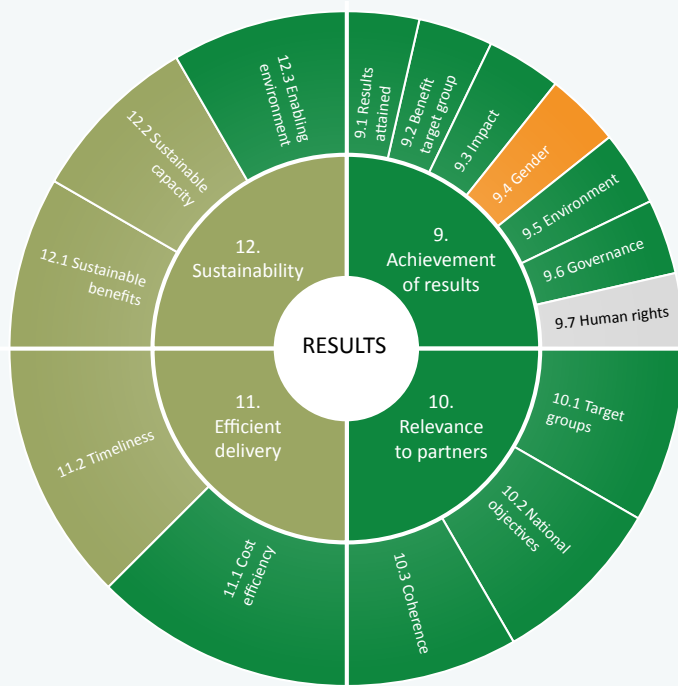 RESULTS
9.
Achievement
of results
9.1 Results
attained
9.2 Benefit
target group
9.3 Impact
9.4 Gender
9.5 Environment
9.6 Governance
9.7 Human rights
10.
Relevance
to partners
10.1 Target
groups
10.2 National
objectives
10.3 Coherence
11.
Efficient
delivery
11.1 Cost
efficiency
11.2 Timeliness
12.
Sustainability
12.1 Sustainable
benefits
12.2 Sustainable
capacity
12.3 Enabling
environment